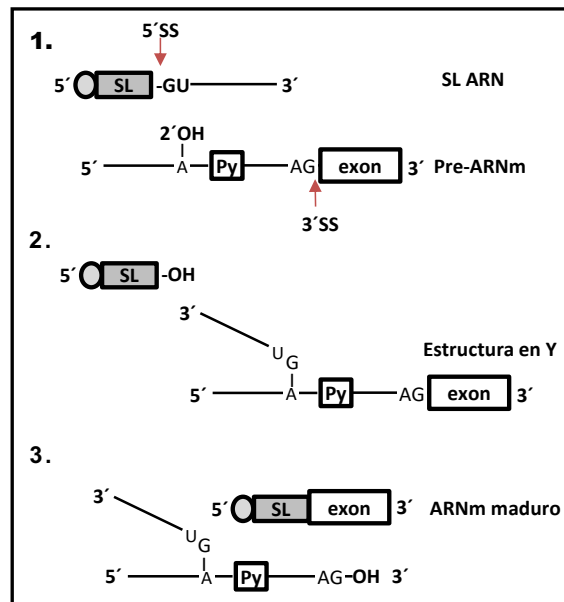 1.
5´SS
5´ SL -GU 3´ SL ARN
2´OH
5´ A Py AG exon 3´ Pre-ARNm
3´SS
2.
5´ SL -OH
3´
U
G
Estructura en Y
5´ A Py AG exon 3´
3.
3´
5´ SL exon 3´ ARNm maduro
U
G
5´ A Py AG-OH 3´